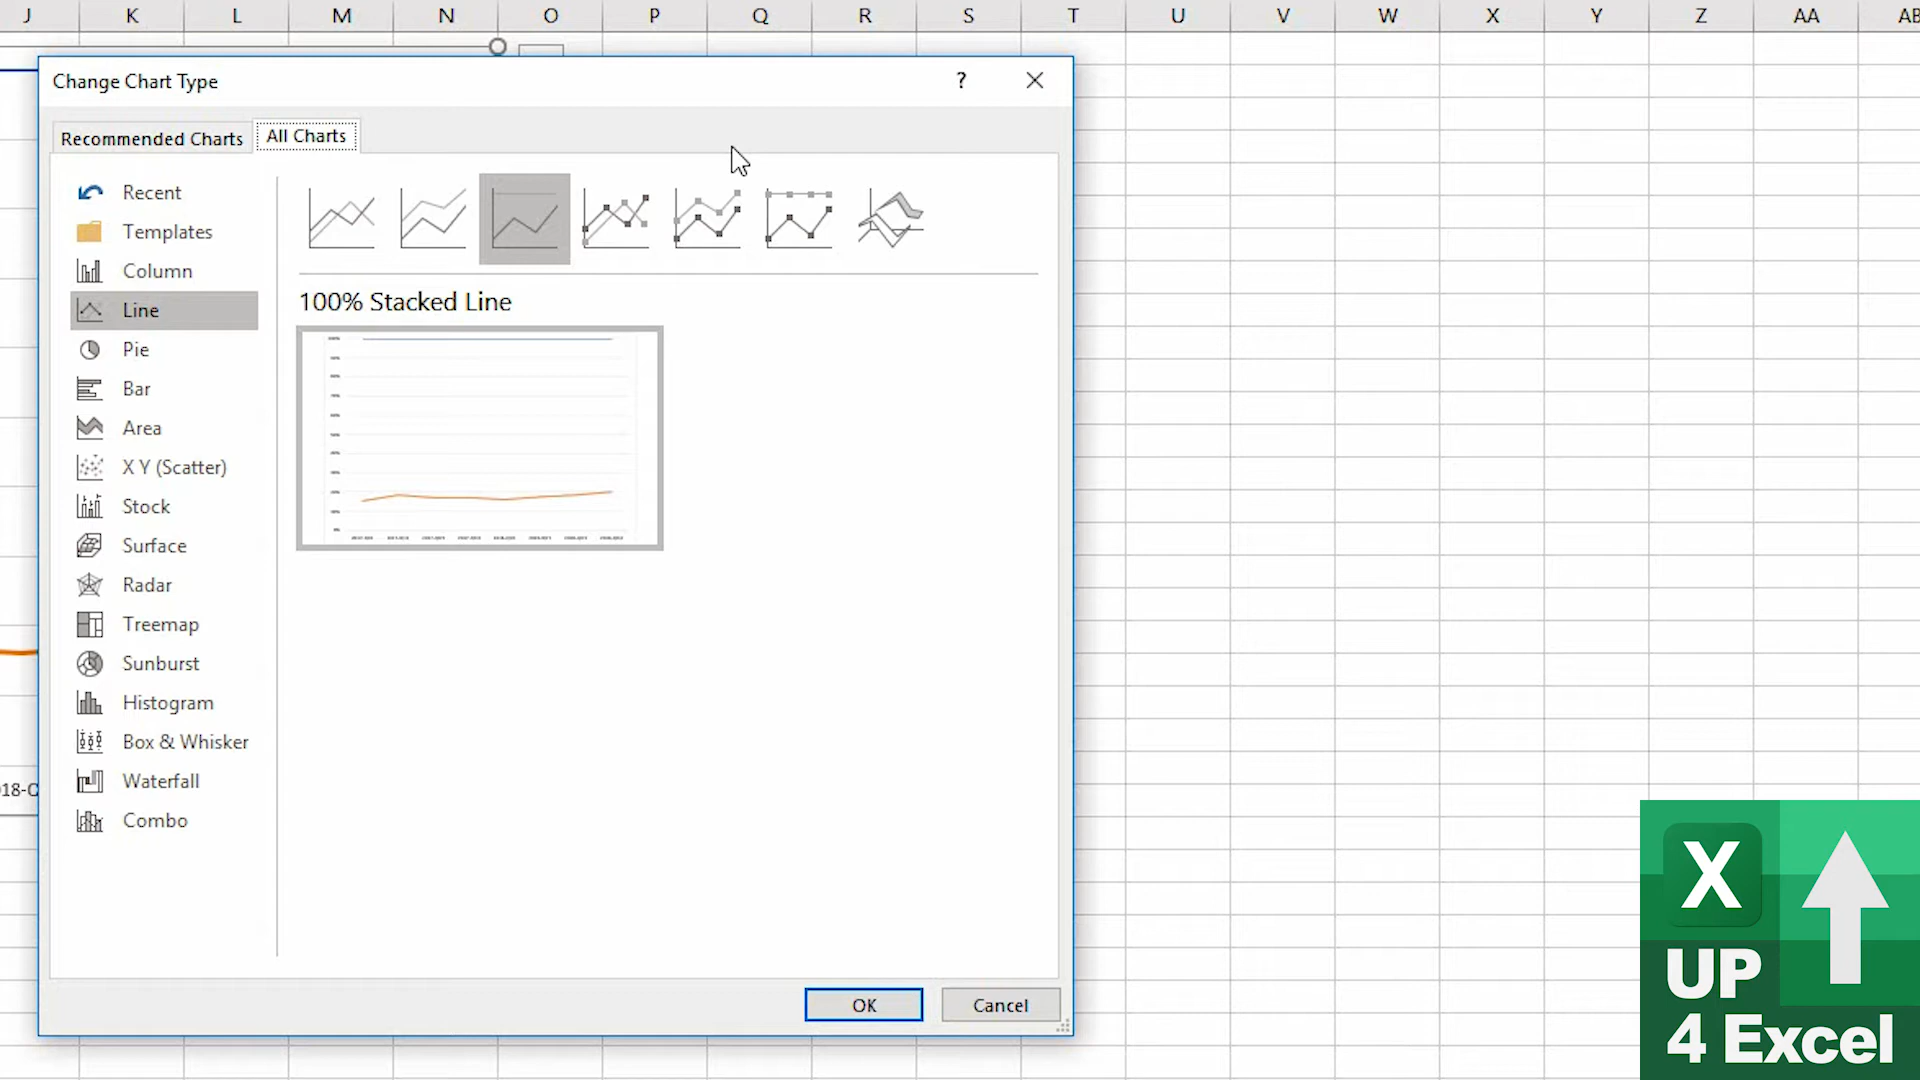 J K L M N O P Q R S T U V W X Y Z AA AB
Change Chart Type ?
Recommended Charts All Charts
Recent
Templates
Column
Line
Pie
Bar
Area
X Y (Scatter)
Stock
Surface
Radar
Treemap
Sunburst
Histogram
Box & Whisker
Waterfall
Combo
100% Stacked Line
OK Cancel
X
UP
4 Excel